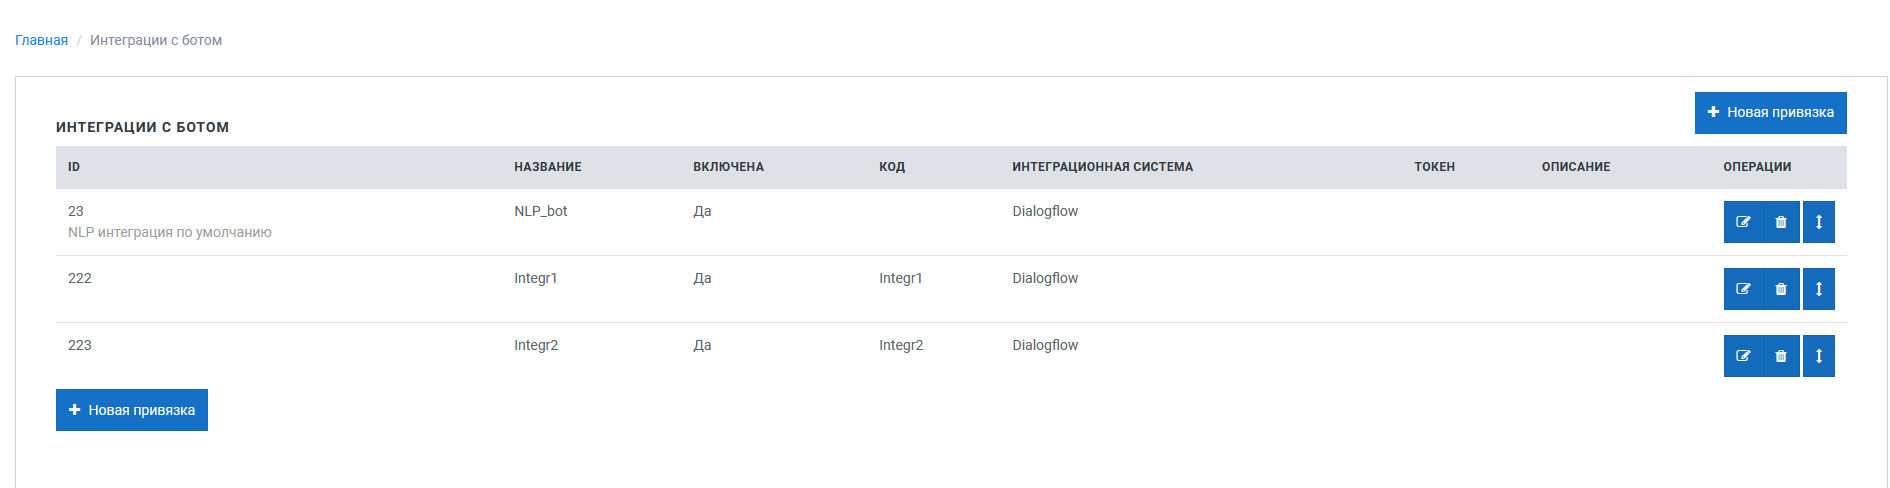 Главная / Интеграции с ботом
Новая привязка
ИНТЕГРАЦИИ С БОТОМ
ID НАЗВАНИЕ ВКЛЮЧЕНА КОД ИНТЕГРАЦИОННАЯ СИСТЕМА ТОКЕН ОПИСАНИЕ ОПЕРАЦИИ
23 NLP_bot Да Dialogflow
NLP интеграция по умолчанию
222 Integr1 Да Integr1 Dialogflow
223 Integr2 Да Integr2 Dialogflow
Новая привязка